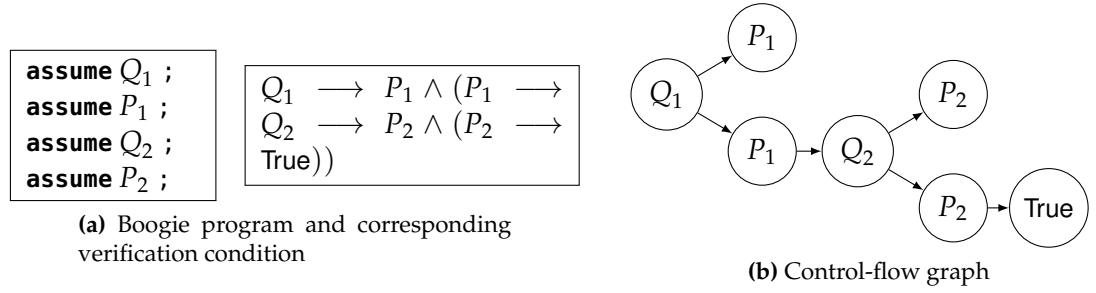 assume Q₁ ;
assume P₁ ;
assume Q₂ ;
assume P₂ ;
Q₁ ⟶ P₁ ∧ (P₁ ⟶
Q₂ ⟶ P₂ ∧ (P₂ ⟶
True))
(a) Boogie program and corresponding
verification condition
P₁
Q₁
P₂
P₁
Q₂
P₂
True
(b) Control-flow graph